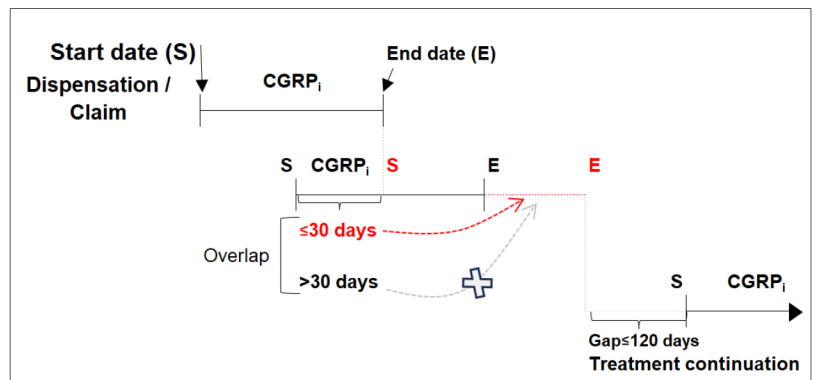 Start date (S)
End date (E)
Dispensation /
Claim
CGRPi
S CGRPi S E E
≤30 days
Overlap
>30 days
S CGRPi
Gap≤120 days
Treatment continuation